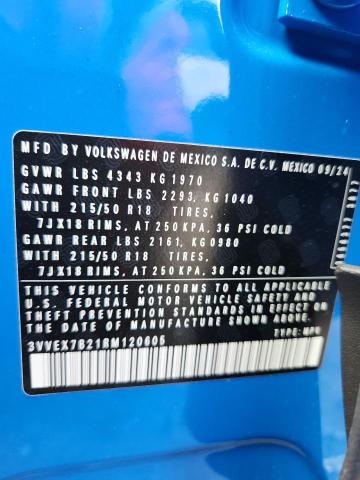 MFD BY VOLKSWAGEN DE MEXICO S.A. DE C.V. MEXICO 09/24
GVWR LBS 4343 KG 1970
GAWR FRONT LBS 2293, KG 1040
WITH 215/50 R18 TIRES,
7JX18 RIMS, AT 250 KPA, 36 PSI COLD
GAWR REAR LBS 2161, KG 0980
WITH 215/50 R18 TIRES,
7JX18 RIMS, AT 250 KPA, 36 PSI COLD
THIS VEHICLE CONFORMS TO ALL APPLICABLE
U.S. FEDERAL MOTOR VEHICLE SAFETY AND
THEFT PREVENTION STANDARDS IN EFFECT
ON THE DATE OF MANUFACTURE SHOWN ABOVE
3VVEX7B21SM120605 TYPE: MPV